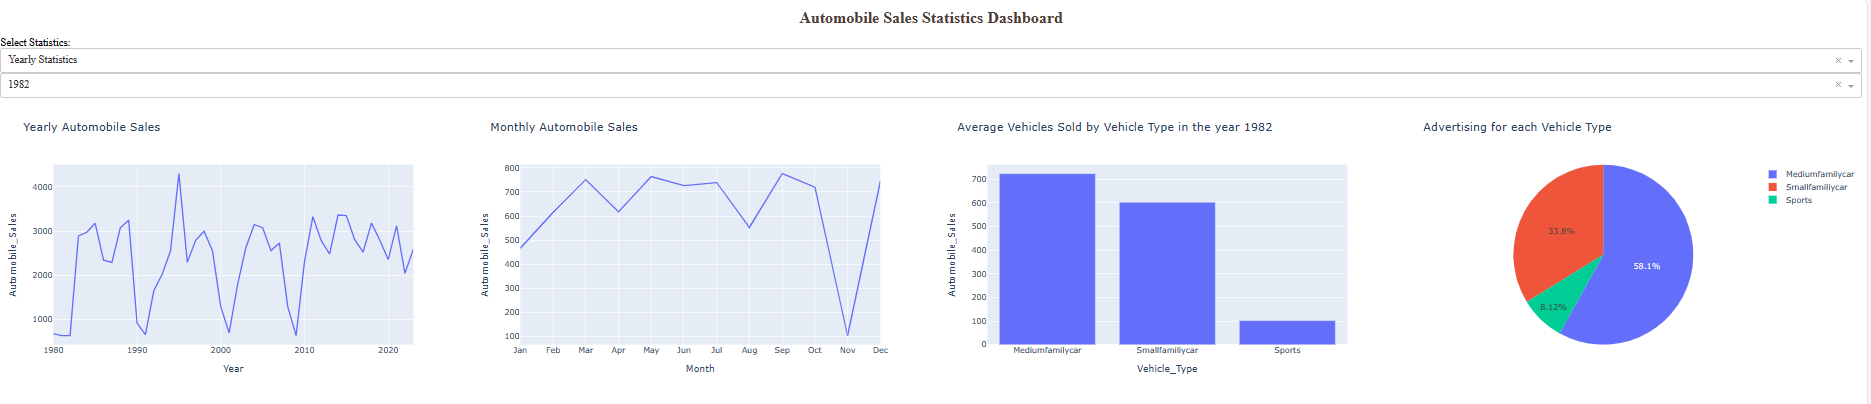 Automobile Sales Statistics Dashboard
Select Statistics:
Yearly Statistics
× 
1982
×
Yearly Automobile Sales
Automobile_Sales
4000
3000
2000
1000
1980 1990 2000 2010 2020
Year
Monthly Automobile Sales
Automobile_Sales
800
700
600
500
400
300
200
100
Jan Feb Mar Apr May Jun Jul Aug Sep Oct Nov Dec
Month
Average Vehicles Sold by Vehicle Type in the year 1982
Automobile_Sales
700
600
500
400
300
200
100
0
Mediumfamilycar Smallfamiliycar Sports
Vehicle_Type
Advertising for each Vehicle Type
33.8%
58.1%
8.12%
Mediumfamilycar
Smallfamiliycar
Sports